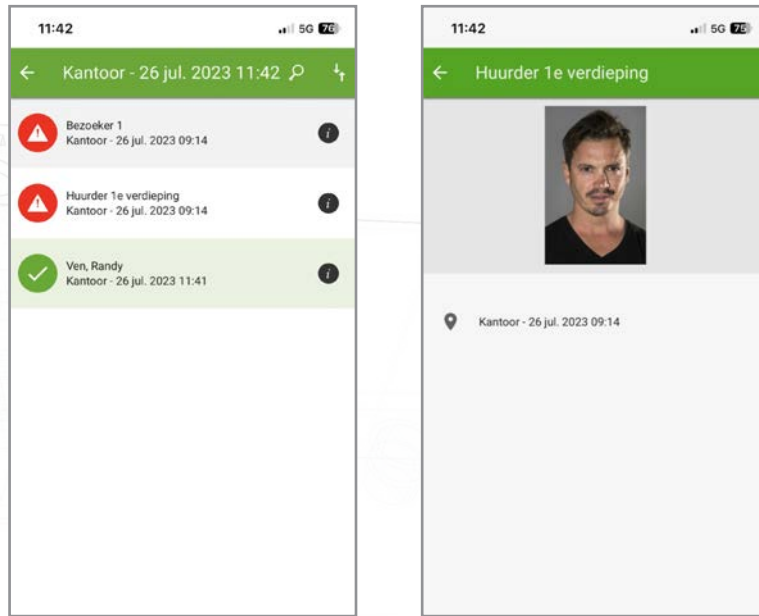 11:42
5G 76
Kantoor - 26 jul. 2023 11:42
Bezoeker 1
Kantoor - 26 jul. 2023 09:14
Huurder 1e verdieping
Kantoor - 26 jul. 2023 09:14
Ven, Randy
Kantoor - 26 jul. 2023 11:41
11:42
5G 76
Huurder 1e verdieping
Kantoor - 26 jul. 2023 09:14